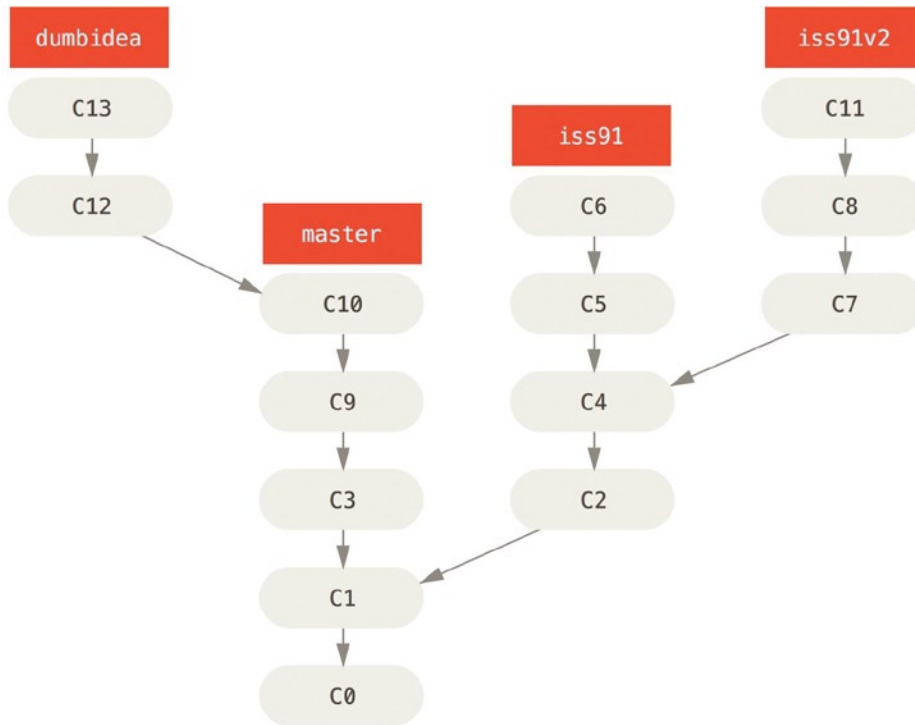 dumbidea
iss91v2
C13
C11
iss91
C12
C6
C8
master
C10
C5
C7
C9
C4
C3
C2
C1
C0